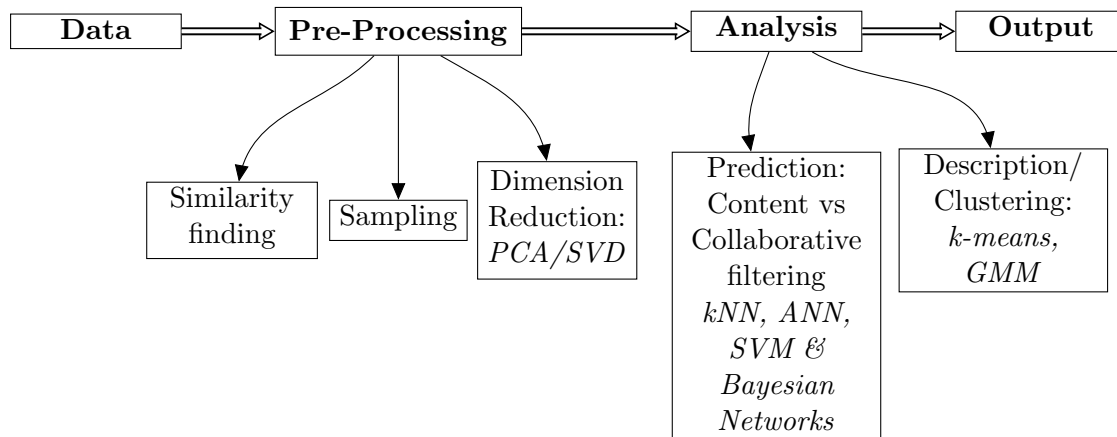 Data
Pre-Processing
Analysis
Output
Similarity
finding
Sampling
Dimension
Reduction:
PCA/SVD
Prediction:
Content vs
Collaborative
filtering
kNN, ANN,
SVM &
Bayesian
Networks
Description/
Clustering:
k-means,
GMM